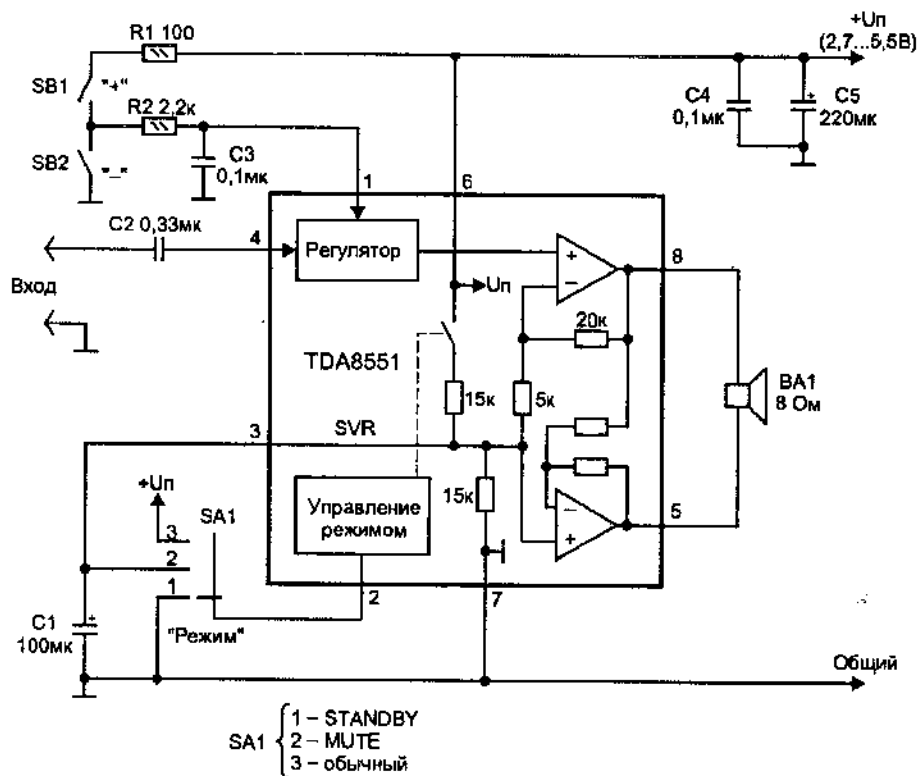 R1 100
+Uп
(2,7...5,5В)
SB1
"+"
R2 2,2к
C4
0,1мк
C5
220мк
+
SB2
"–"
C3
0,1мк
1
6
C2 0,33мк
4
Регулятор
+
–
8
Вход
Uп
20к
TDA8551
15к
5к
BA1
8 Ом
3
SVR
+Uп
SA1
Управление
режимом
15к
–
+
5
3
2
1
2
7
C1
100мк
+
"Режим"
Общий
SA1
1 – STANDBY
2 – MUTE
3 – обычный